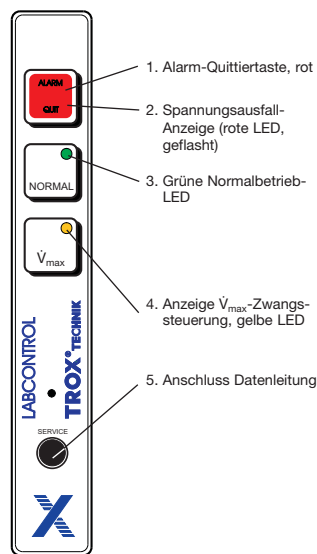 ALARM
QUIT
NORMAL
V̇max
LABCONTROL
TROX® TECHNIK
SERVICE
X
1. Alarm-Quittiertaste, rot
2. Spannungsausfall-
Anzeige (rote LED,
geflasht)
3. Grüne Normalbetrieb-
LED
4. Anzeige V̇max-Zwangs-
steuerung, gelbe LED
5. Anschluss Datenleitung